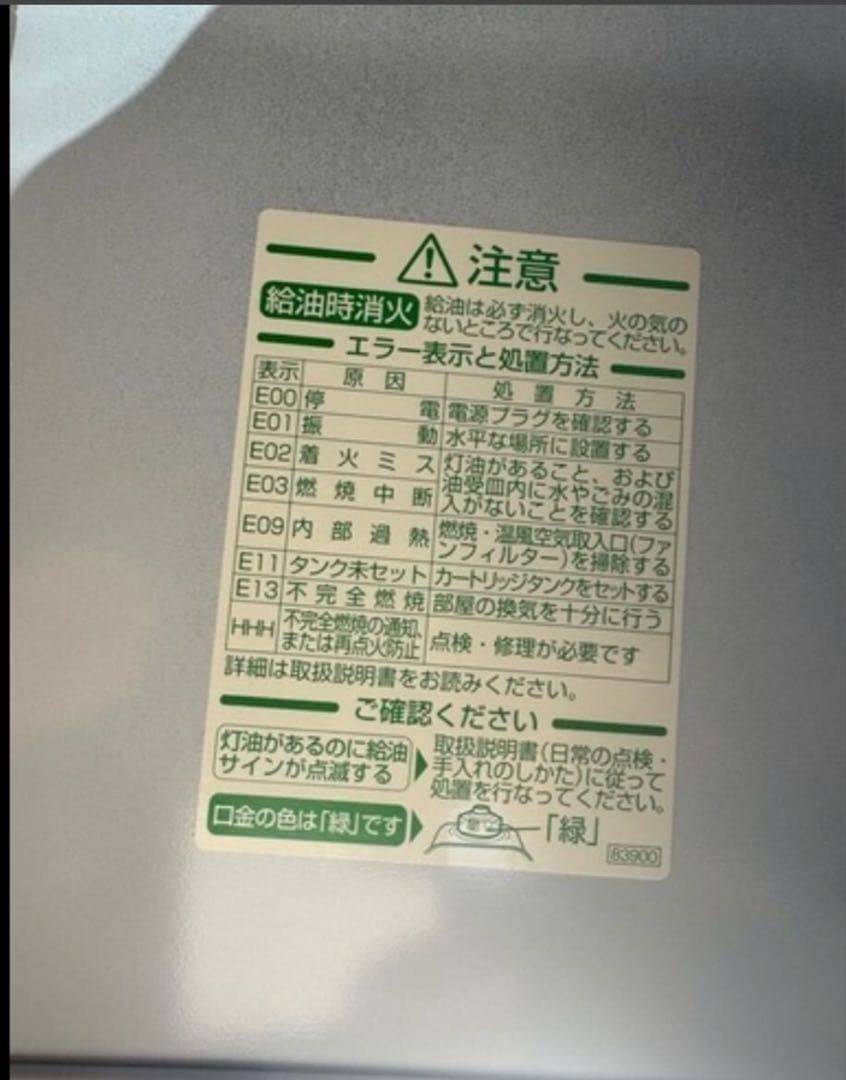 注意
給油時消火 給油は必ず消火し、火の気の
ないところで行なってください。
エラー表示と処置方法
表示 原因 処置方法
E00 停電 電源プラグを確認する
E01 振動 水平な場所に設置する
E02 着火ミス 灯油があること、および
E03 燃焼中断 油受皿内に水やごみの混
入がないことを確認する
E09 内部過熱 燃焼・温風空気取入口(ファ
ンフィルター)を掃除する
E11 タンク未セット カートリッジタンクをセットする
E13 不完全燃焼 部屋の換気を十分に行う
HHH 不完全燃焼の通知、
または再点火防止 点検・修理が必要です
詳細は取扱説明書をお読みください。
ご確認ください
灯油があるのに給油
サインが点滅する
取扱説明書(日常の点検・
手入れのしかた)に従って
処置を行なってください。
口金の色は「緑」です 「緑」
83900